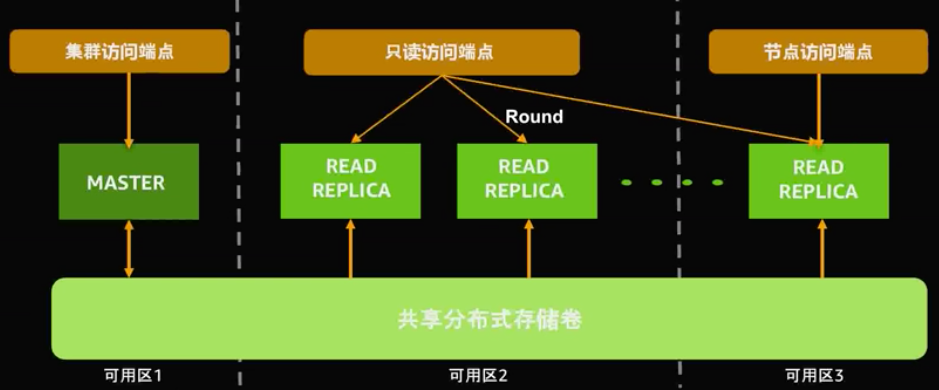 集群访问端点
只读访问端点
节点访问端点
Round
MASTER
READ
REPLICA
READ
REPLICA
READ
REPLICA
共享分布式存储卷
可用区1
可用区2
可用区3